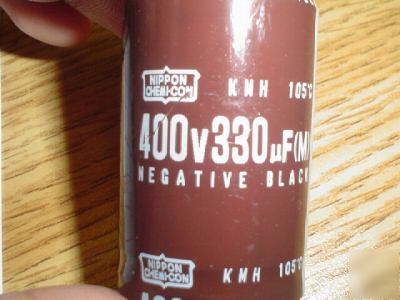 NIPPON
CHEMI-CON
KMH 105°C
400V330µF(M)
NEGATIVE BLACK
NIPPON
CHEMI-CON
KMH 105°C